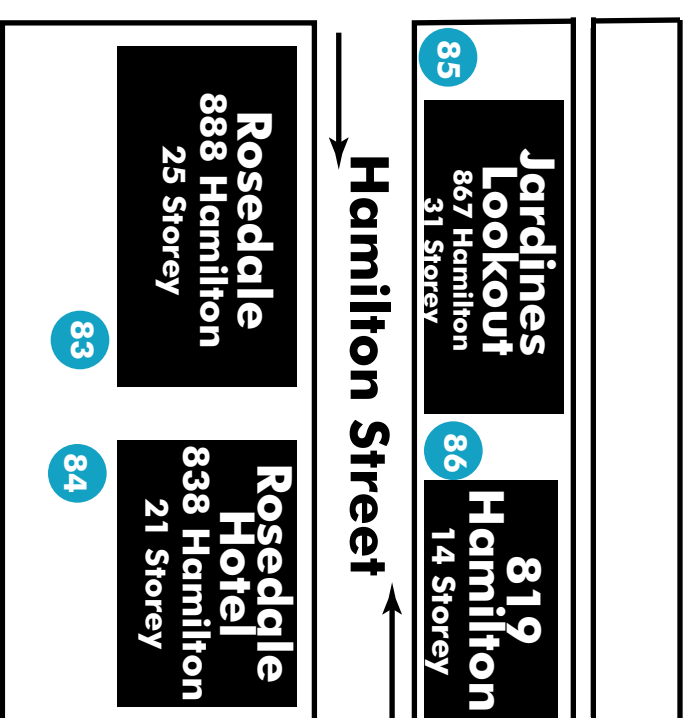 85
Jardines
Lookout
867 Hamilton
31 Storey
86
819
Hamilton
14 Storey
Hamilton Street
Rosedale
888 Hamilton
25 Storey
83
Rosedale
Hotel
838 Hamilton
21 Storey
84